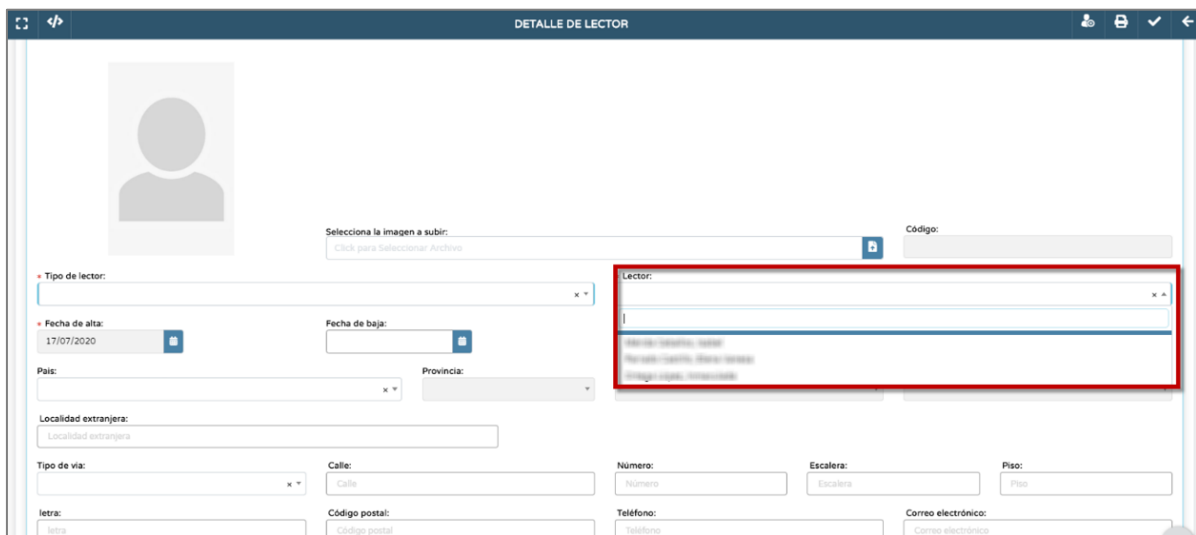 DETALLE DE LECTOR
Selecciona la imagen a subir:
Click para Seleccionar Archivo
Código:
* Tipo de lector:
Lector:
* Fecha de alta:
17/07/2020
Fecha de baja:
Pais:
Provincia:
Localidad extranjera:
Localidad extranjera
Tipo de via:
Calle:
Calle
Número:
Número
Escalera:
Escalera
Piso:
Piso
letra:
letra
Código postal:
Código postal
Teléfono:
Teléfono
Correo electrónico:
Correo electrónico